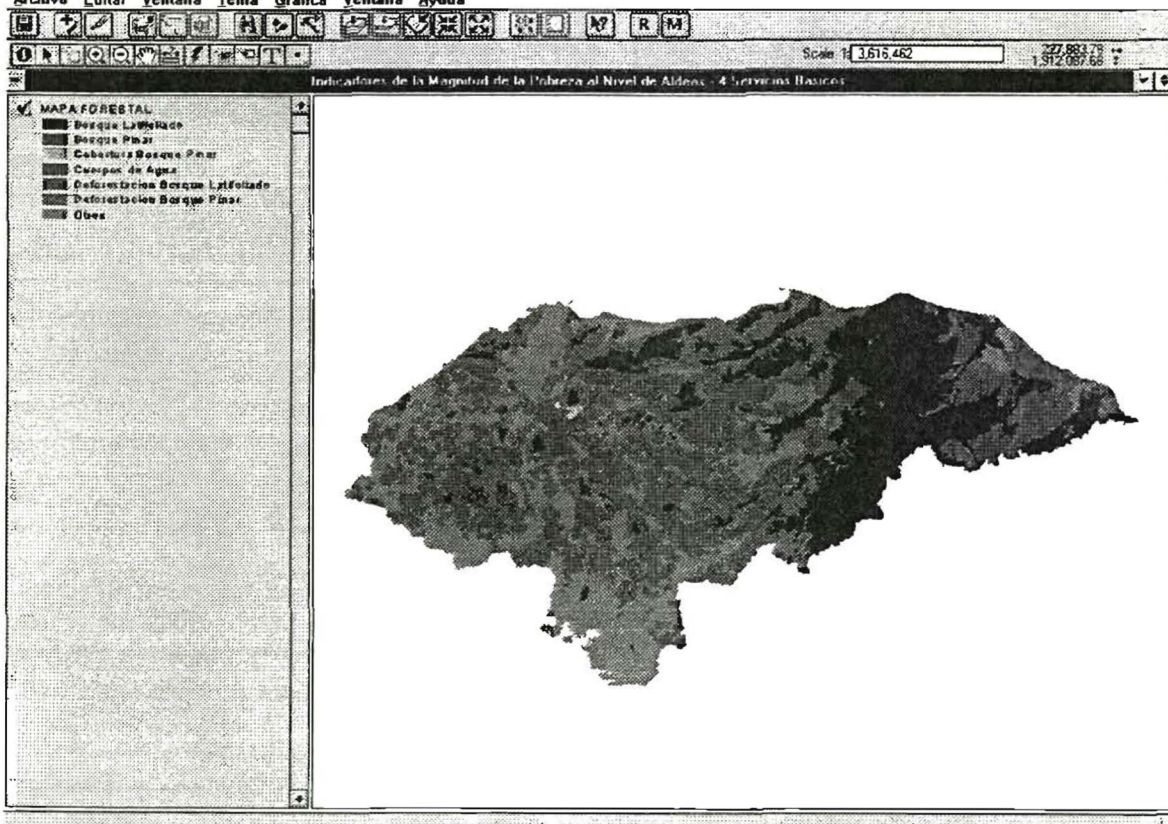 Archivo Editar Ventana Tema Grafica Ventana Ayuda
R M
T
Scale 1: 3,616,462
227,883.79
1,912,087.68
Indicadores de la Magnitud de la Pobreza al Nivel de Aldeas - 4 Servicios Basicos
MAPA FORESTAL
Bosque Latifoliado
Bosque Pinar
Cobertura Bosque Pinar
Cuerpos de Agua
Deforestacion Bosque Latifoliado
Deforestacion Bosque Pinar
Otros